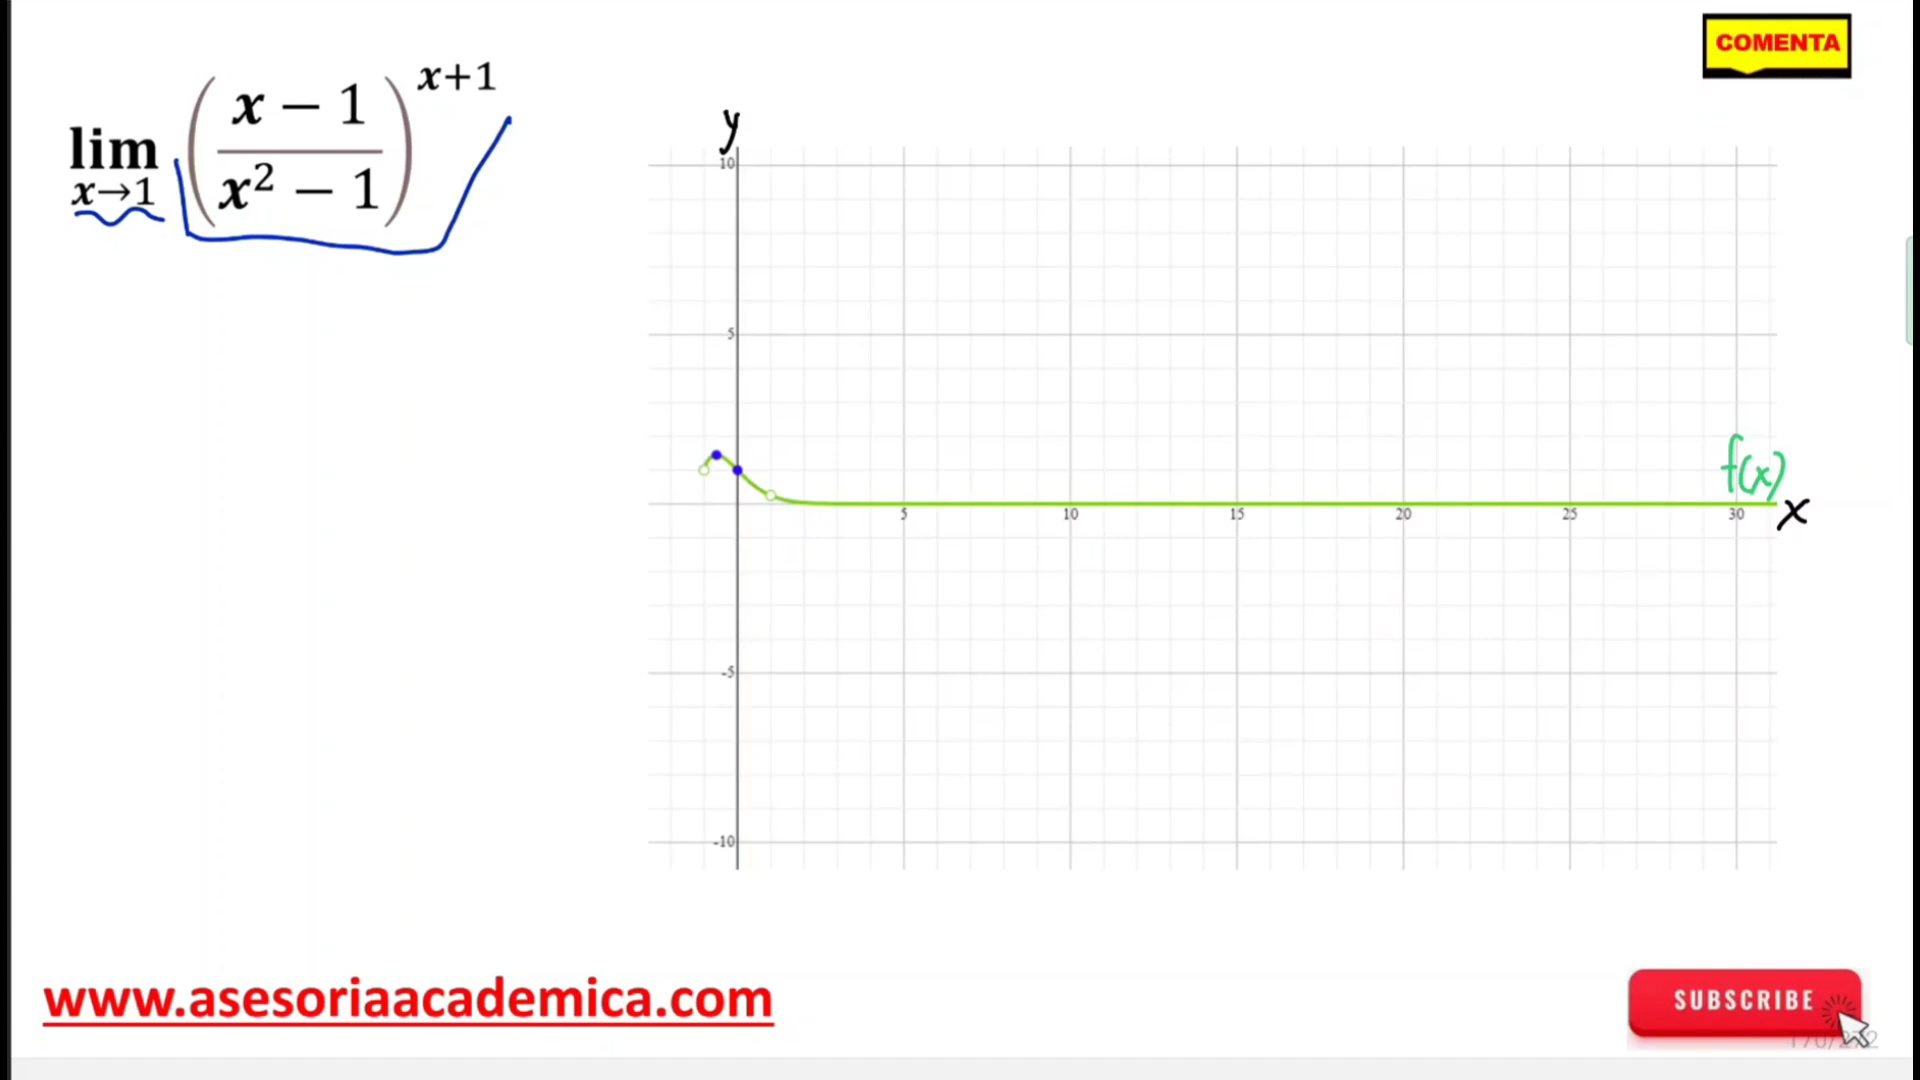 COMENTA
lim x→1 ((x − 1)/(x² − 1))^(x+1)
y
10
5
f(x)
5 10 15 20 25 30 x
-5
-10
www.asesoriaacademica.com
SUBSCRIBE